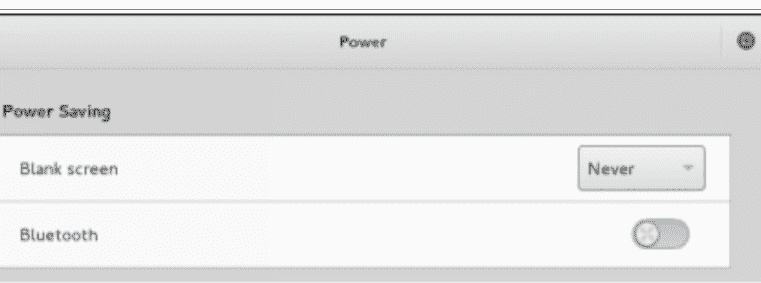 Power
Power Saving
Blank screen
Never
Bluetooth